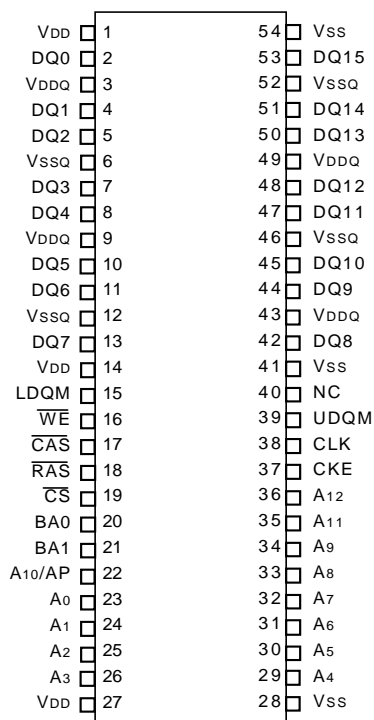 VDD 1 54 VSS
DQ0 2 53 DQ15
VDDQ 3 52 VSSQ
DQ1 4 51 DQ14
DQ2 5 50 DQ13
VSSQ 6 49 VDDQ
DQ3 7 48 DQ12
DQ4 8 47 DQ11
VDDQ 9 46 VSSQ
DQ5 10 45 DQ10
DQ6 11 44 DQ9
VSSQ 12 43 VDDQ
DQ7 13 42 DQ8
VDD 14 41 VSS
LDQM 15 40 NC
W̅E̅ 16 39 UDQM
C̅A̅S̅ 17 38 CLK
R̅A̅S̅ 18 37 CKE
C̅S̅ 19 36 A12
BA0 20 35 A11
BA1 21 34 A9
A10/AP 22 33 A8
A0 23 32 A7
A1 24 31 A6
A2 25 30 A5
A3 26 29 A4
VDD 27 28 VSS